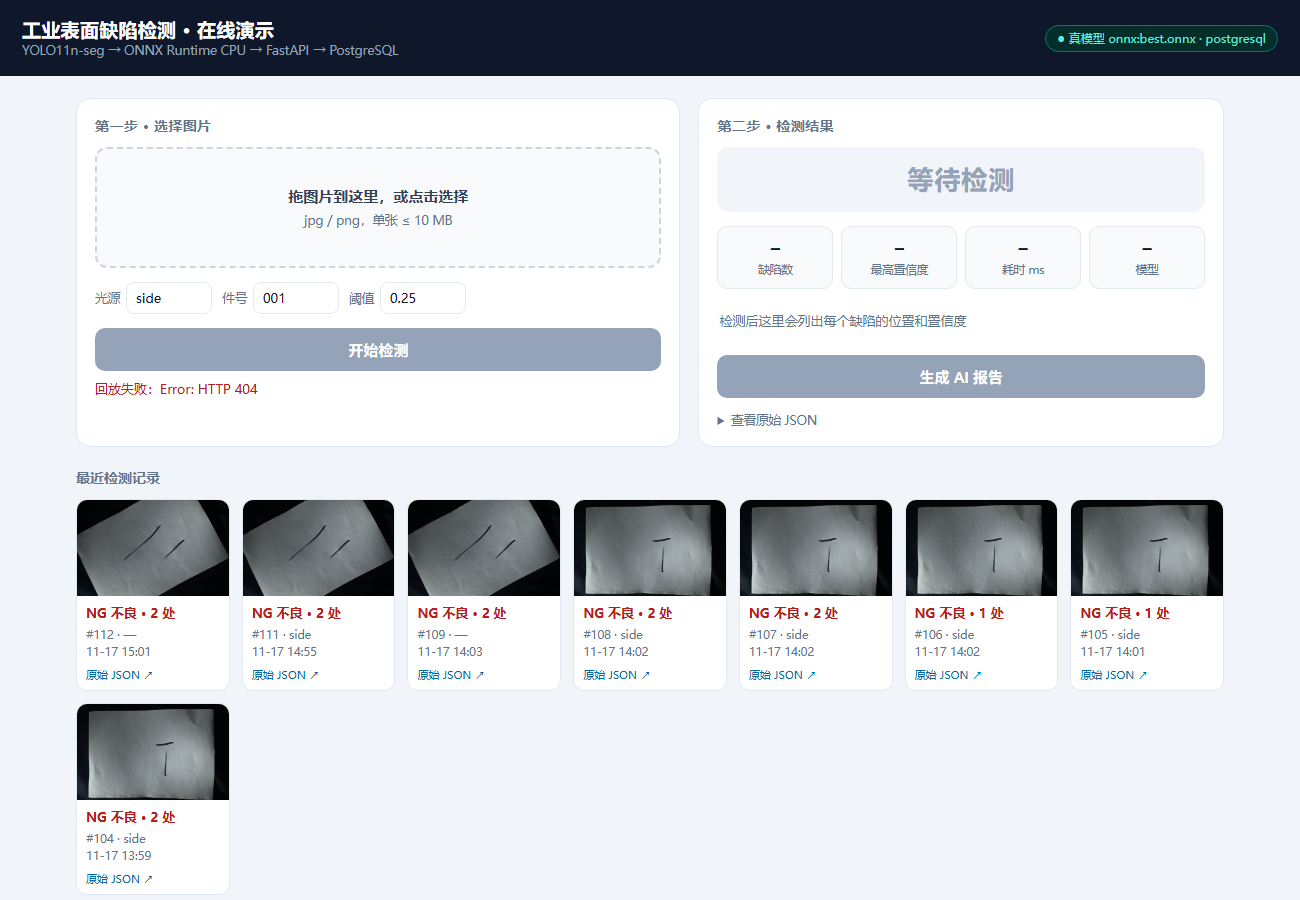 工业表面缺陷检测 • 在线演示
YOLO11n-seg → ONNX Runtime CPU → FastAPI → PostgreSQL
● 真模型 onnx:best.onnx · postgresql
第一步 • 选择图片
拖图片到这里，或点击选择
jpg / png，单张 ≤ 10 MB
光源 side 件号 001 阈值 0.25
开始检测
回放失败：Error: HTTP 404
第二步 • 检测结果
等待检测
– – – –
缺陷数 最高置信度 耗时 ms 模型
检测后这里会列出每个缺陷的位置和置信度
生成 AI 报告
▶ 查看原始 JSON
最近检测记录
NG 不良 • 2 处
#112 · —
11-17 15:01
原始 JSON ↗
NG 不良 • 2 处
#111 · side
11-17 14:55
原始 JSON ↗
NG 不良 • 2 处
#109 · —
11-17 14:03
原始 JSON ↗
NG 不良 • 2 处
#108 · side
11-17 14:02
原始 JSON ↗
NG 不良 • 2 处
#107 · side
11-17 14:02
原始 JSON ↗
NG 不良 • 1 处
#106 · side
11-17 14:02
原始 JSON ↗
NG 不良 • 1 处
#105 · side
11-17 14:01
原始 JSON ↗
NG 不良 • 2 处
#104 · side
11-17 13:59
原始 JSON ↗